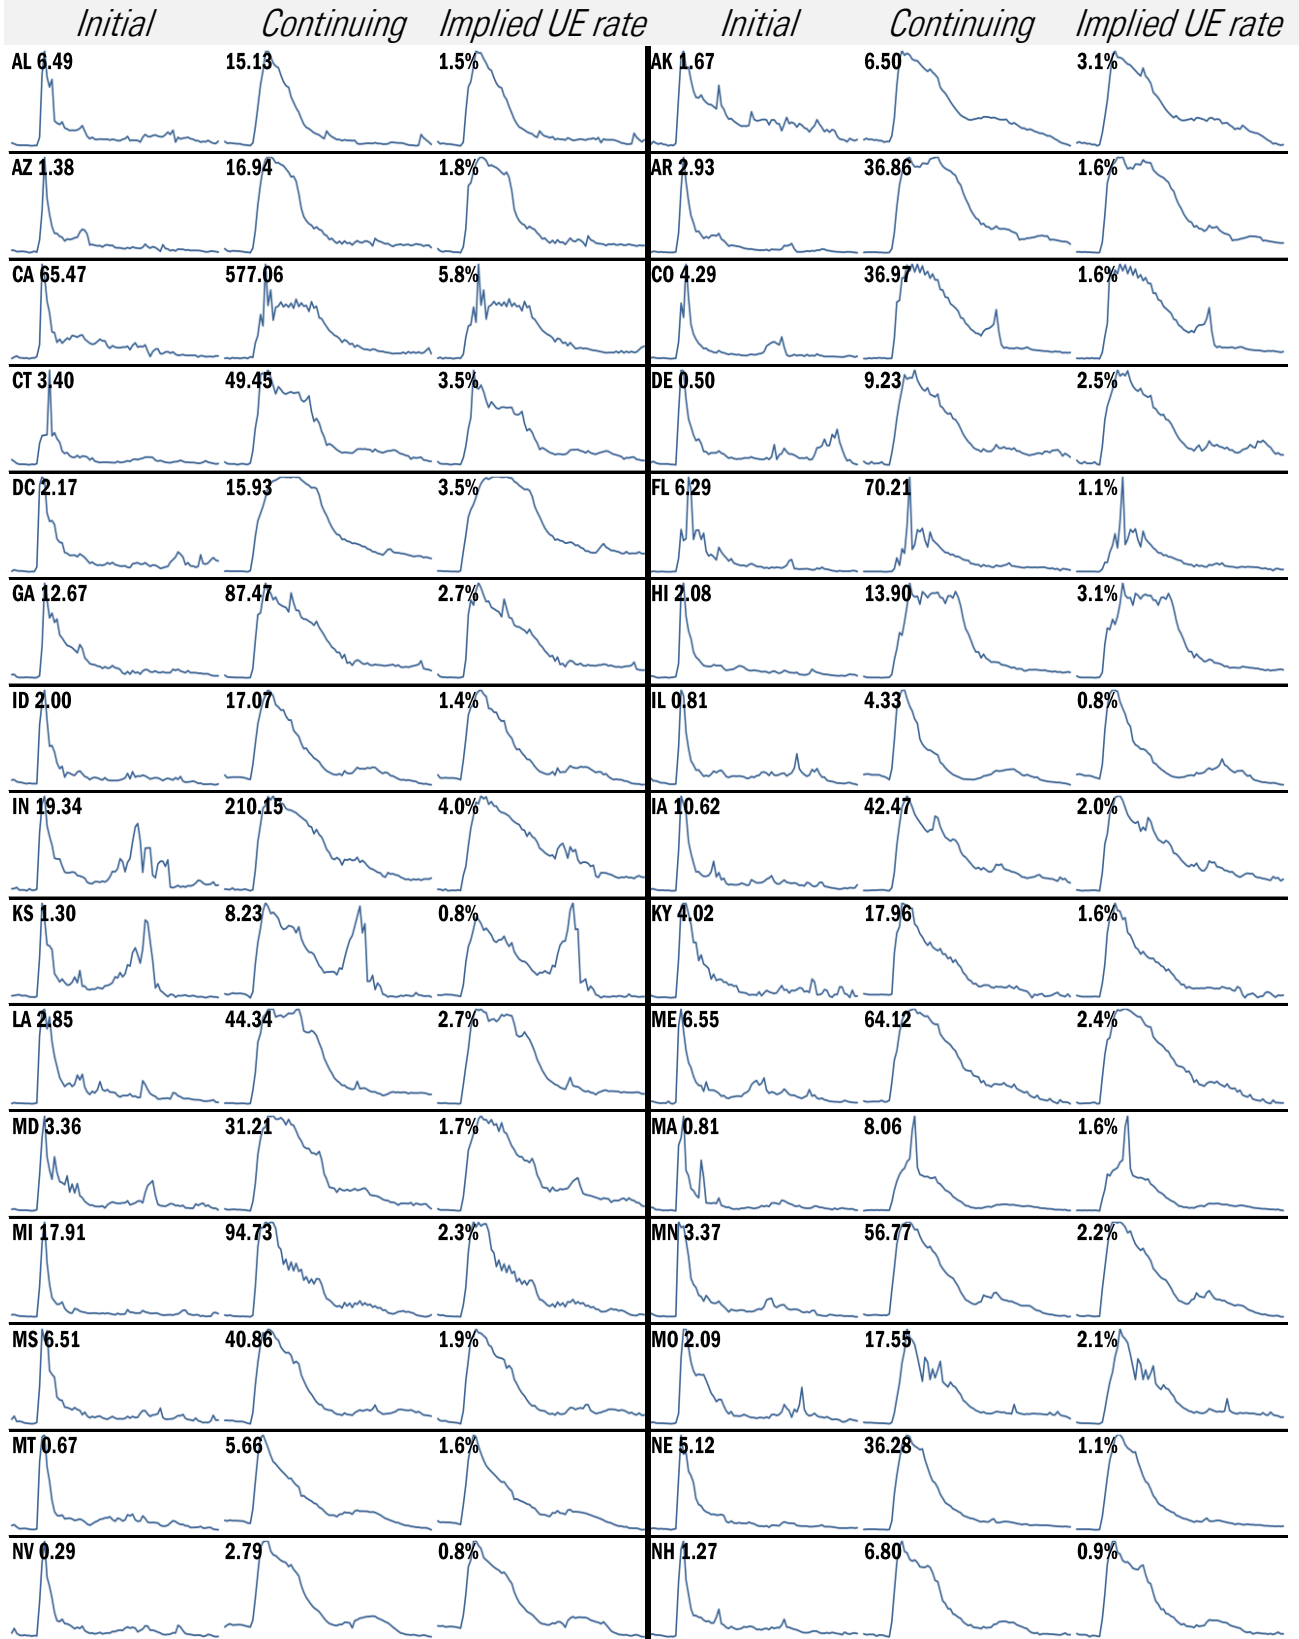 Initial Continuing Implied UE rate Initial Continuing Implied UE rate
AL 6.49 15.13 1.5% AK 1.67 6.50 3.1%
AZ 1.38 16.94 1.8% AR 2.93 36.86 1.6%
CA 65.47 577.06 5.8% CO 4.29 36.97 1.6%
CT 3.40 49.45 3.5% DE 0.50 9.23 2.5%
DC 2.17 15.93 3.5% FL 6.29 70.21 1.1%
GA 12.67 87.47 2.7% HI 2.08 13.90 3.1%
ID 2.00 17.07 1.4% IL 0.81 4.33 0.8%
IN 19.34 210.15 4.0% IA 10.62 42.47 2.0%
KS 1.30 8.23 0.8% KY 4.02 17.96 1.6%
LA 2.85 44.34 2.7% ME 6.55 64.12 2.4%
MD 3.36 31.21 1.7% MA 0.81 8.06 1.6%
MI 17.91 94.73 2.3% MN 3.37 56.77 2.2%
MS 6.51 40.86 1.9% MO 2.09 17.55 2.1%
MT 0.67 5.66 1.6% NE 5.12 36.28 1.1%
NV 0.29 2.79 0.8% NH 1.27 6.80 0.9%